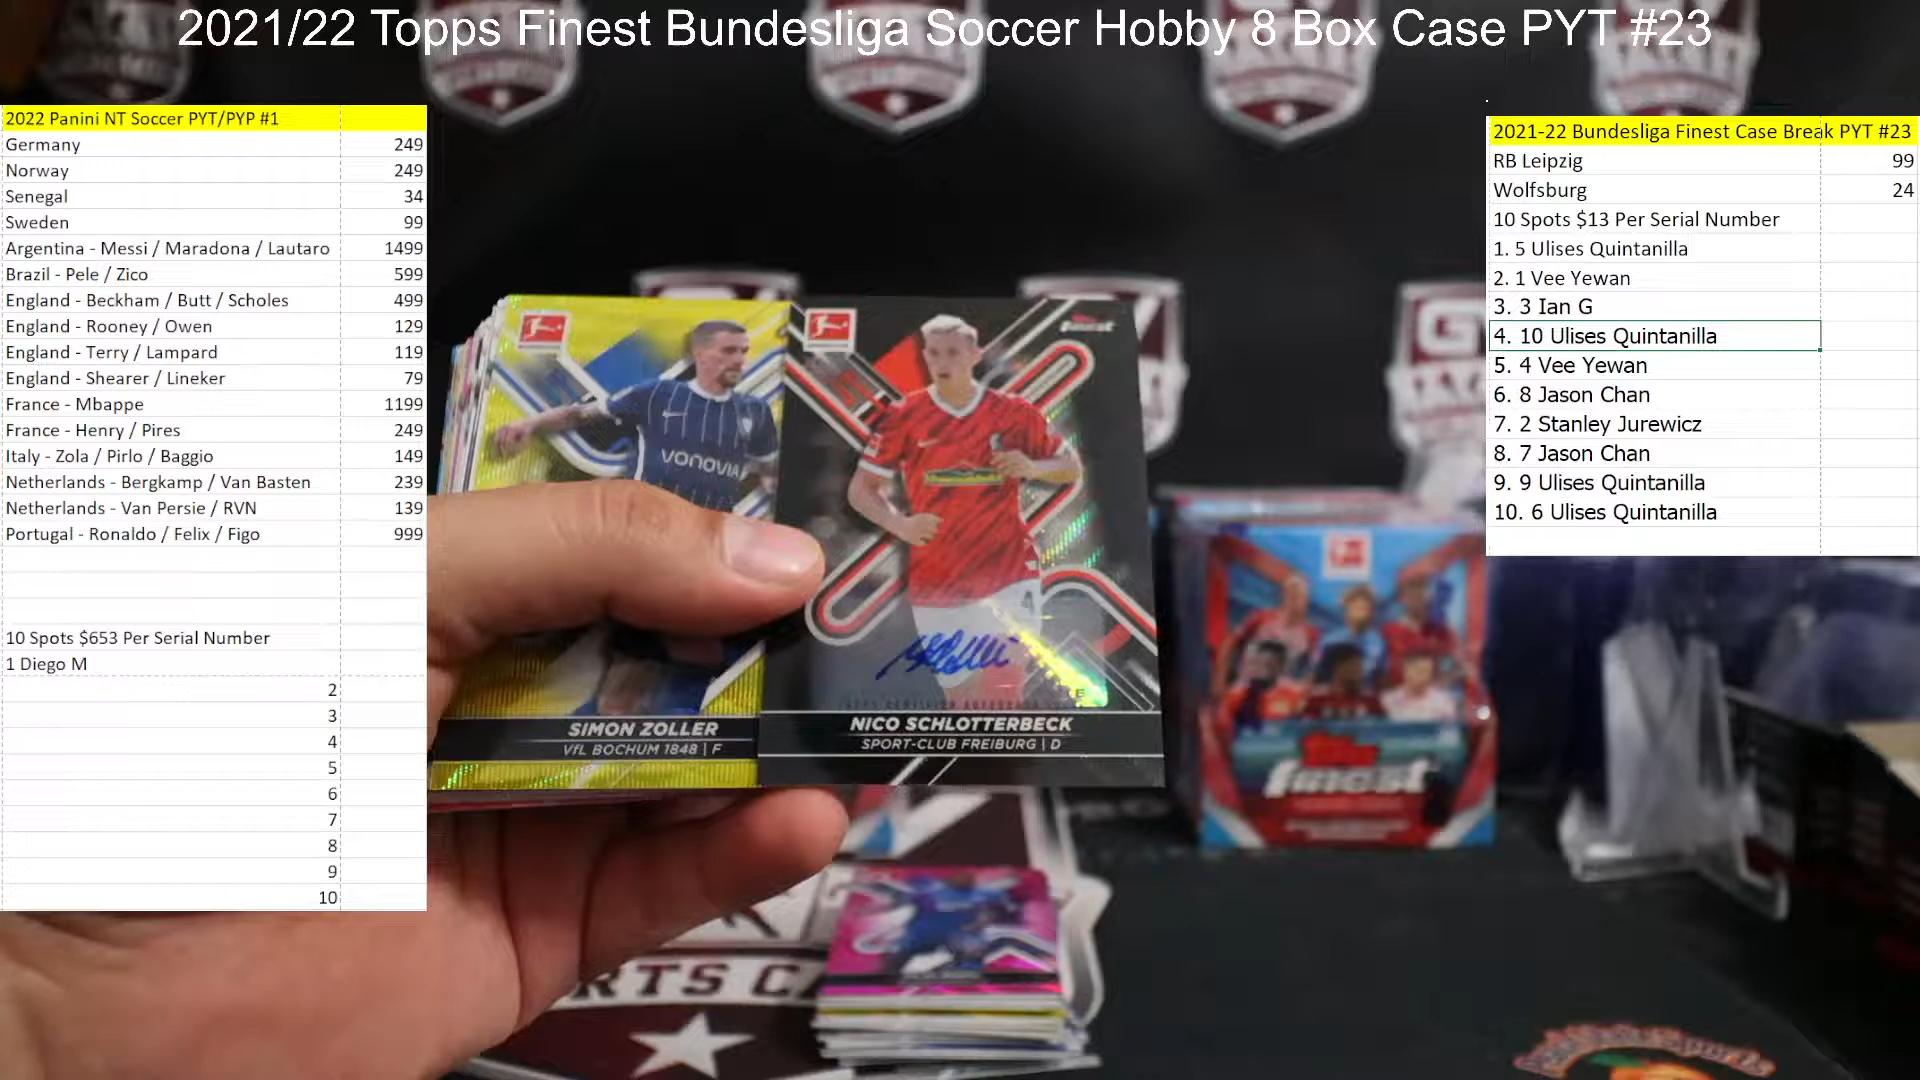 2021/22 Topps Finest Bundesliga Soccer Hobby 8 Box Case PYT #23
2022 Panini NT Soccer PYT/PYP #1
Germany 249
Norway 249
Senegal 34
Sweden 99
Argentina - Messi / Maradona / Lautaro 1499
Brazil - Pele / Zico 599
England - Beckham / Butt / Scholes 499
England - Rooney / Owen 129
England - Terry / Lampard 119
England - Shearer / Lineker 79
France - Mbappe 1199
France - Henry / Pires 249
Italy - Zola / Pirlo / Baggio 149
Netherlands - Bergkamp / Van Basten 239
Netherlands - Van Persie / RVN 139
Portugal - Ronaldo / Felix / Figo 999
10 Spots $653 Per Serial Number
1 Diego M
2
3
4
5
6
7
8
9
10
2021-22 Bundesliga Finest Case Break PYT #23
RB Leipzig 99
Wolfsburg 24
10 Spots $13 Per Serial Number
1. 5 Ulises Quintanilla
2. 1 Vee Yewan
3. 3 Ian G
4. 10 Ulises Quintanilla
5. 4 Vee Yewan
6. 8 Jason Chan
7. 2 Stanley Jurewicz
8. 7 Jason Chan
9. 9 Ulises Quintanilla
10. 6 Ulises Quintanilla
VONOVIA
SIMON ZOLLER
VfL BOCHUM 1848 | F
finest
NICO SCHLOTTERBECK
SPORT-CLUB FREIBURG | D
Topps
finest
RTS C